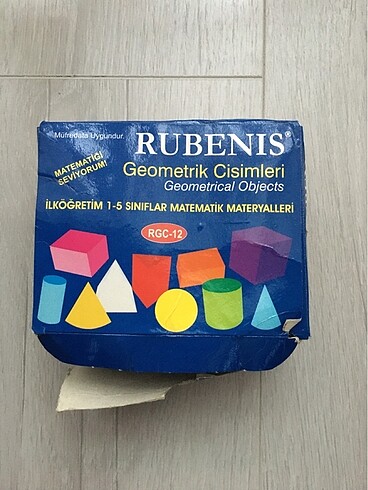 Müfredata Uygundur.
RUBENIS®
MATEMATİĞİ
SEVİYORUM!
Geometrik Cisimleri
Geometrical Objects
İLKÖĞRETİM 1-5 SINIFLAR MATEMATİK MATERYALLERİ
RGC-12